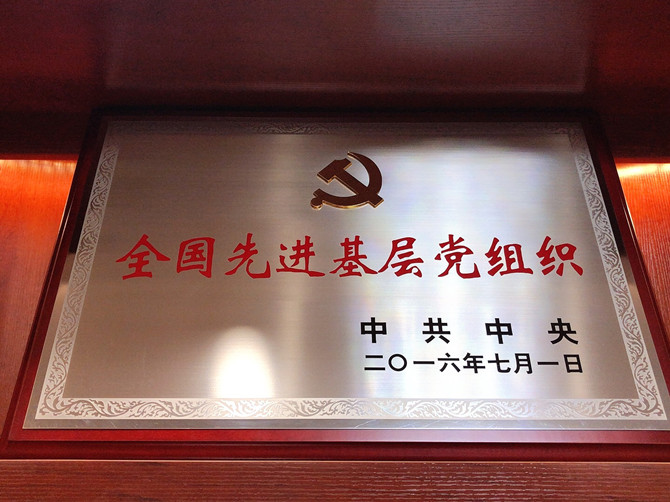 全国先进基层党组织
中共中央
二〇一六年七月一日